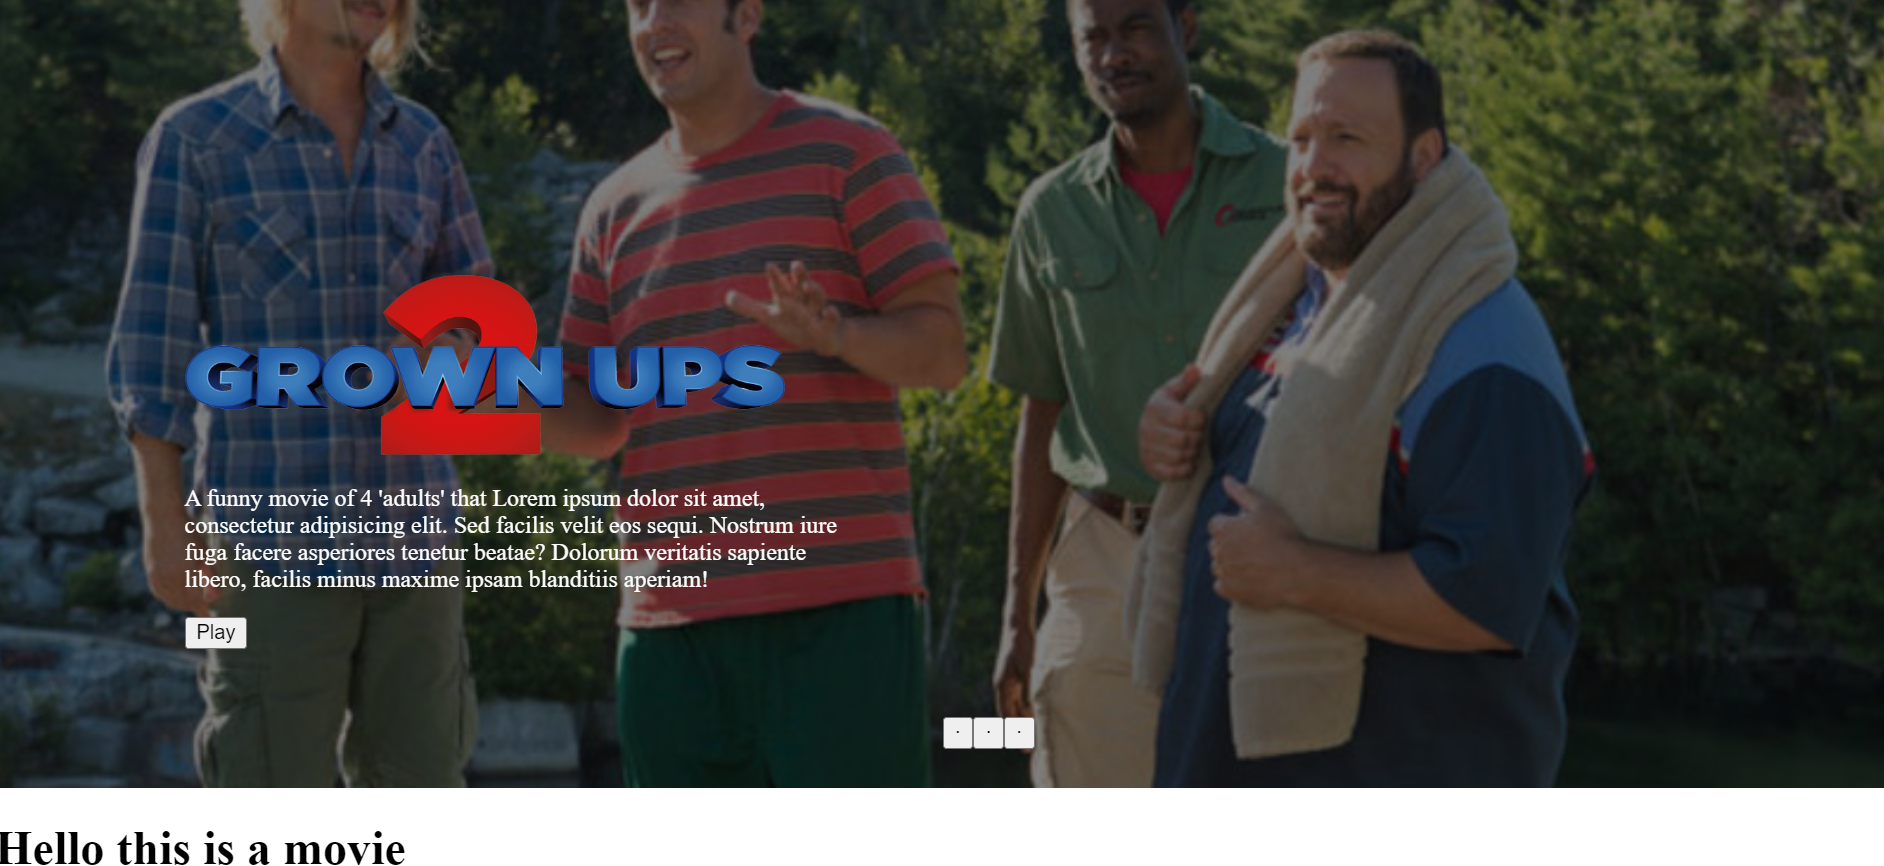 2
GROWN UPS
A funny movie of 4 'adults' that Lorem ipsum dolor sit amet,
consectetur adipisicing elit. Sed facilis velit eos sequi. Nostrum iure
fuga facere asperiores tenetur beatae? Dolorum veritatis sapiente
libero, facilis minus maxime ipsam blanditiis aperiam!
Play
· · ·
Hello this is a movie